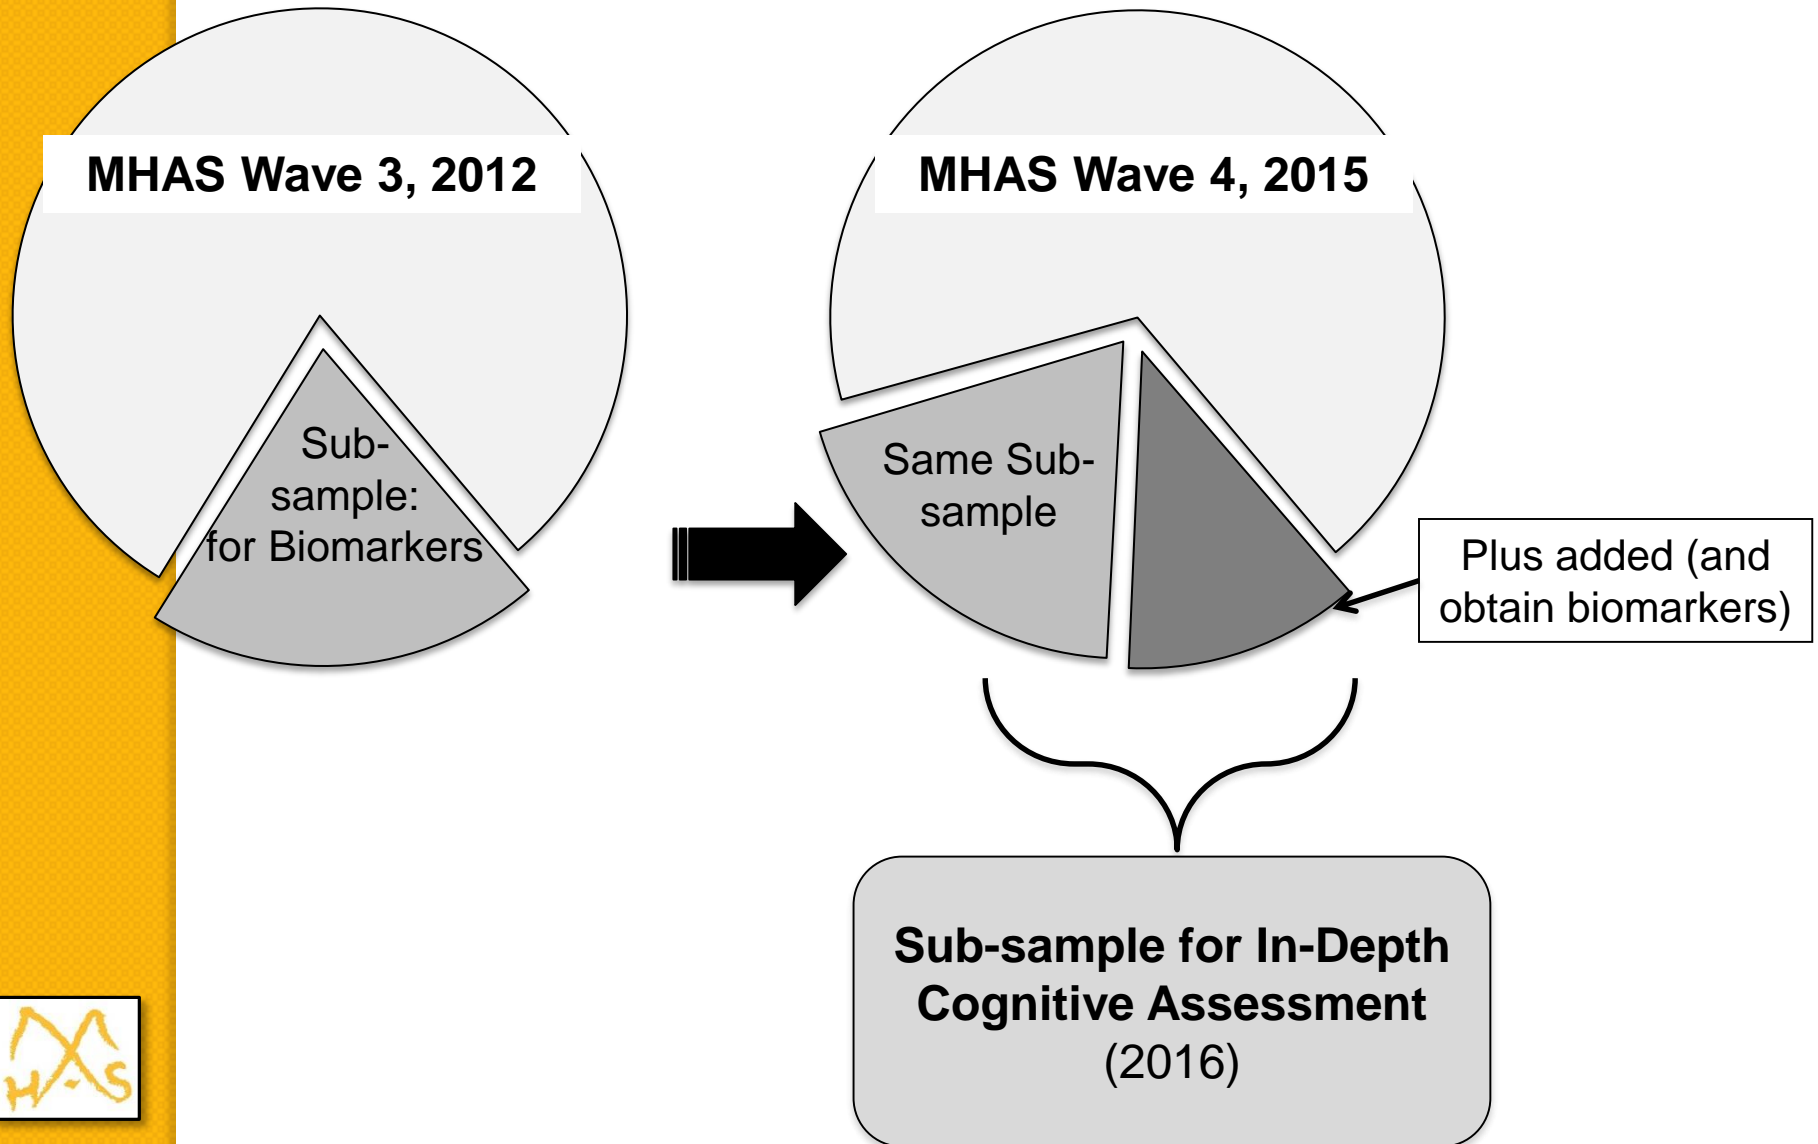 MHAS Wave 3, 2012
Sub-
sample:
for Biomarkers
MHAS Wave 4, 2015
Same Sub-
sample
Plus added (and
obtain biomarkers)
Sub-sample for In-Depth
Cognitive Assessment
(2016)
M
HAS